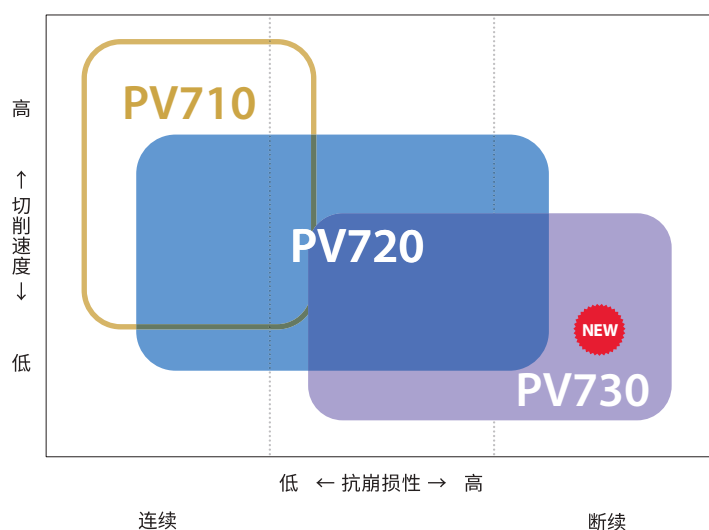 PV710
高
↑
切削速度
↓
PV720
NEW
低
PV730
低 ← 抗崩损性 → 高
连续 断续